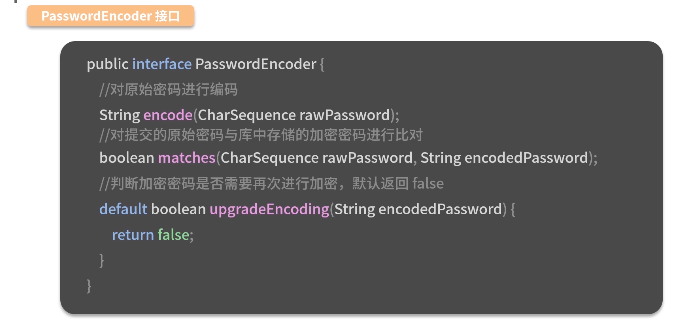 PasswordEncoder 接口
public interface PasswordEncoder {
//对原始密码进行编码
String encode(CharSequence rawPassword);
//对提交的原始密码与库中存储的加密密码进行比对
boolean matches(CharSequence rawPassword, String encodedPassword);
//判断加密密码是否需要再次进行加密，默认返回 false
default boolean upgradeEncoding(String encodedPassword) {
return false;
}
}